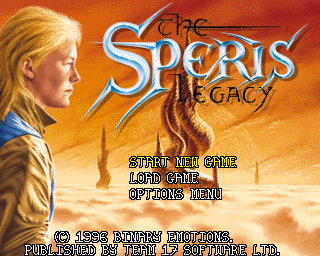 the
SPERIS
LEGACY
START NEW GAME
LOAD GAME
OPTIONS MENU
(C) 1996 BINARY EMOTIONS.
PUBLISHED BY TEAM 17 SOFTWARE LTD.